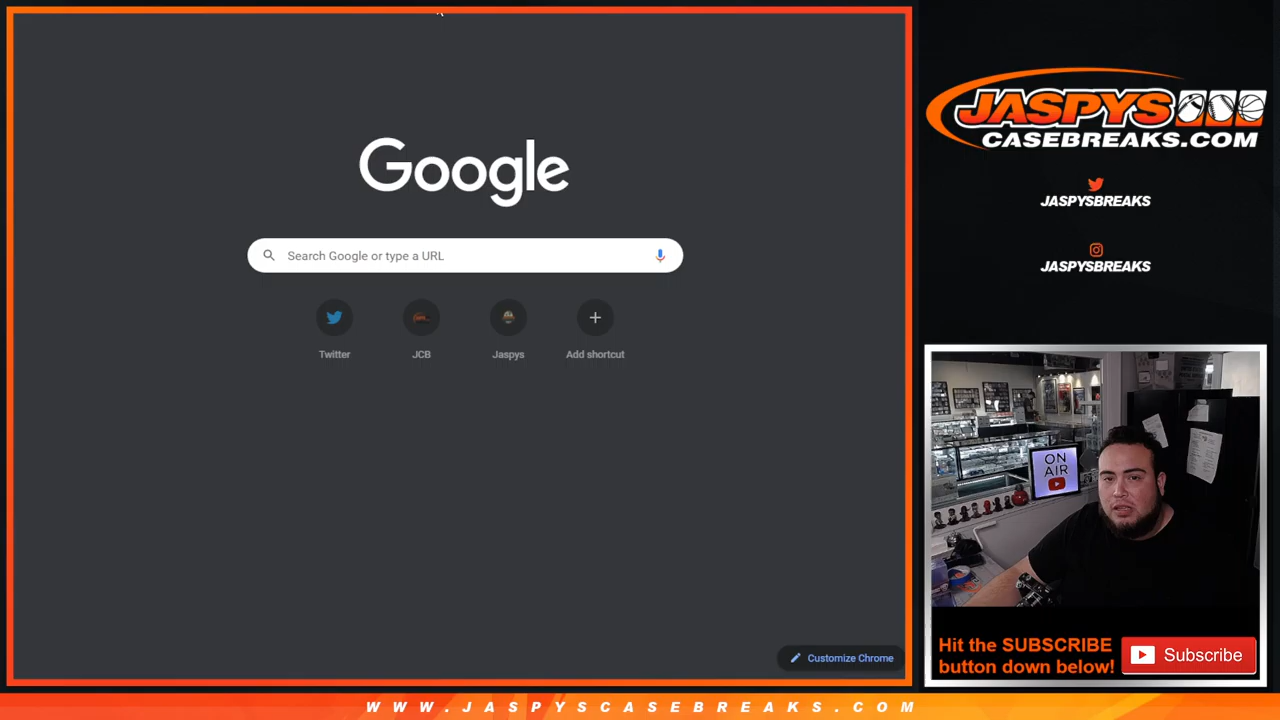 Google
Search Google or type a URL
Twitter
JCB
Jaspys
Add shortcut
Customize Chrome
JASPYS
CASEBREAKS.COM
JASPYSBREAKS
JASPYSBREAKS
ON
AIR
Hit the SUBSCRIBE
button down below!
Subscribe
WWW.JASPYSCASEBREAKS.COM